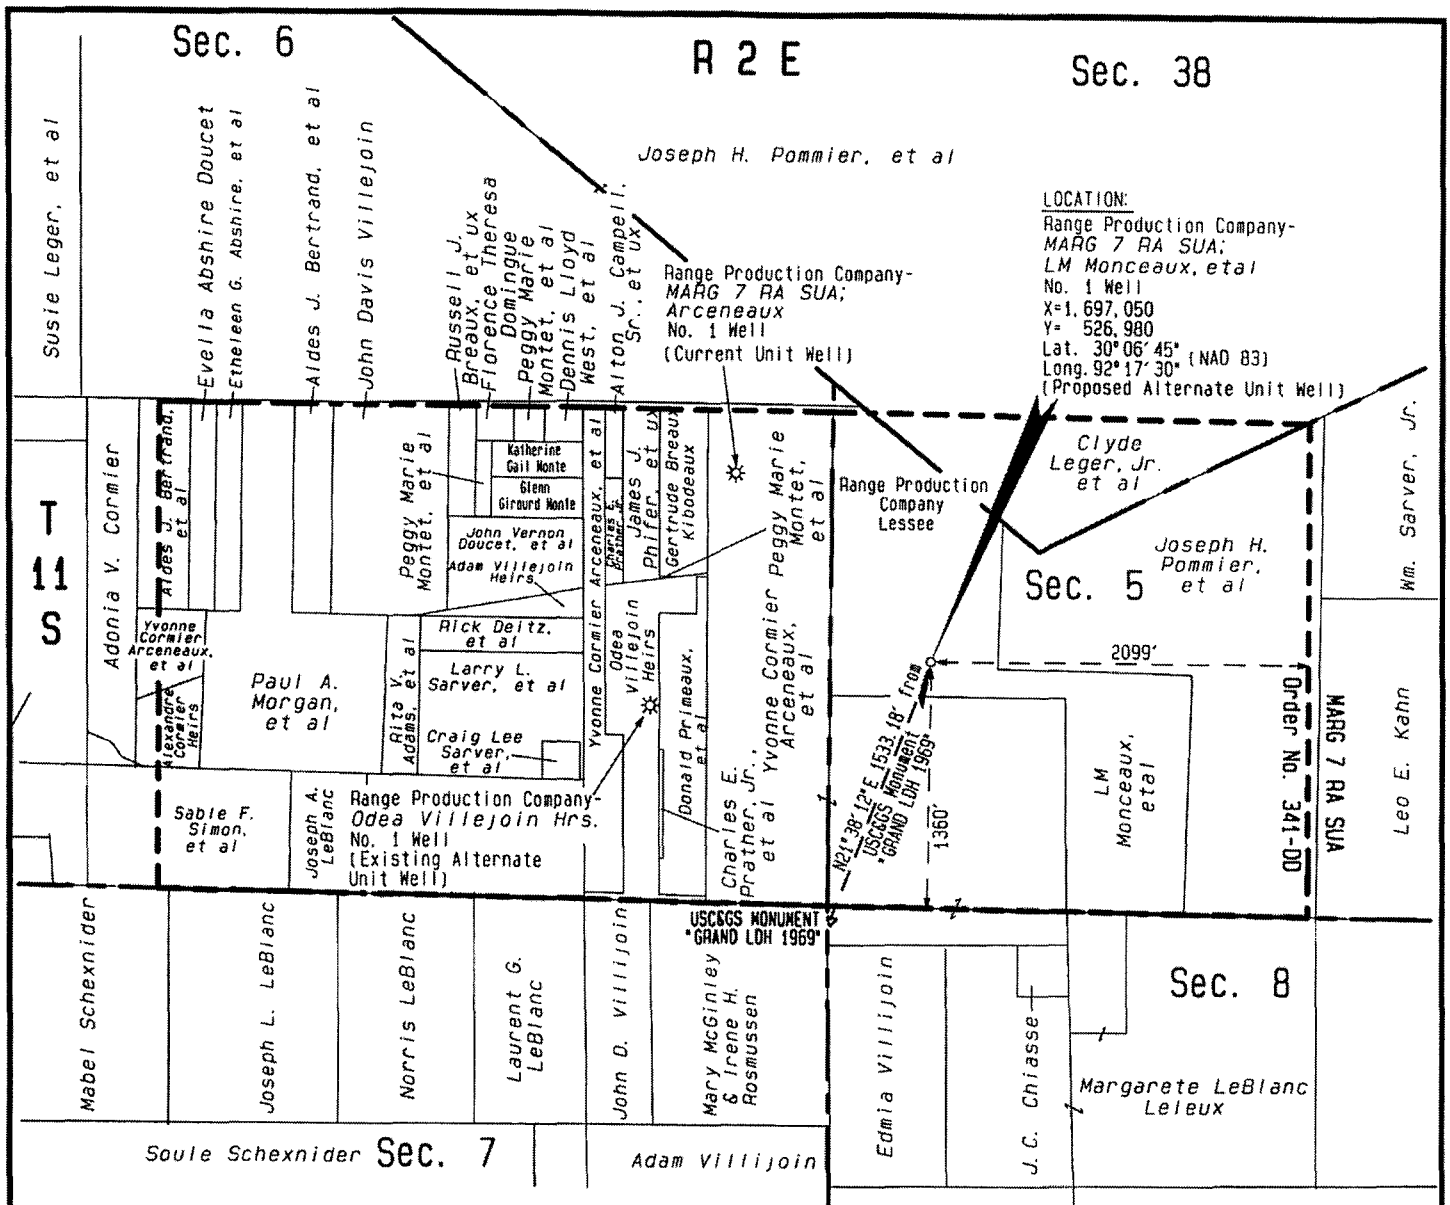 Sec. 6
R 2 E
Sec. 38
Susie Leger, et al
Evella Abshire Doucet
Etheleen G. Abshire, et al
Aldes J. Bertrand, et al
John Davis Villejoin
Russell J.
Breaux, et ux
Florence Theresa
Domingue
Peggy Marie
Montet, et al
Dennis Lloyd
West, et al
Alton J. Campell,
Sr., et ux
Joseph H. Pommier, et al
Range Production Company-
MARG 7 RA SUA;
Arceneaux
No. 1 Well
(Current Unit Well)
LOCATION:
Range Production Company-
MARG 7 RA SUA;
LM Monceaux, etal
No. 1 Well
X=1,697,050
Y= 526,980
Lat. 30°06'45"
Long. 92°17'30" (NAD 83)
(Proposed Alternate Unit Well)
T
11
S
Adonia V. Cormier
Aldes J. Bertrand,
et al
Peggy Marie
Montet, et al
Katherine
Gail Monte
Glenn
Girourd Monte
John Vernon
Doucet, et al
Adam Villejoin
Heirs
Yvonne Cormier Arceneaux, et al
Charles E.
Prather Jr.
James J.
Phifer, et ux
Gertrude Breaux
Kibodeaux
Peggy Marie
Montet,
et al
Range Production
Company
Lessee
Clyde
Leger, Jr.
et al
Joseph H.
Pommier,
et al
Sec. 5
Wm. Sarver, Jr.
Yvonne
Cormier
Arceneaux,
et al
Alexandre
Cormier
Heirs
Paul A.
Morgan,
et al
Rita V.
Adams, et al
Rick Deitz,
et al
Larry L.
Sarver, et al
Craig Lee
Sarver,
et al
Odea
Villejoin
Heirs
Donald Primeaux,
et al
Yvonne Cormier
Arceneaux,
et al
2099'
1360'
N21°38'12"E 1533.18' from
USC&GS Monument
"GRAND LDH 1969"
LM
Monceaux,
etal
MARG 7 RA SUA
Order No. 341-DD
Leo E. Kahn
Sable F.
Simon,
et al
Joseph A.
LeBlanc
Range Production Company-
Odea Villejoin Hrs.
No. 1 Well
(Existing Alternate
Unit Well)
Charles E.
Prather, Jr.,
et al
USC&GS MONUMENT
"GRAND LDH 1969"
Mabel Schexnider
Joseph L. LeBlanc
Norris LeBlanc
Laurent G.
LeBlanc
John D. Villijoin
Mary McGinley
& Irene H.
Rosmussen
Edmia Villijoin
J.C. Chiasse
Sec. 8
Margarete LeBlanc
Leleux
Soule Schexnider
Sec. 7
Adam Villijoin